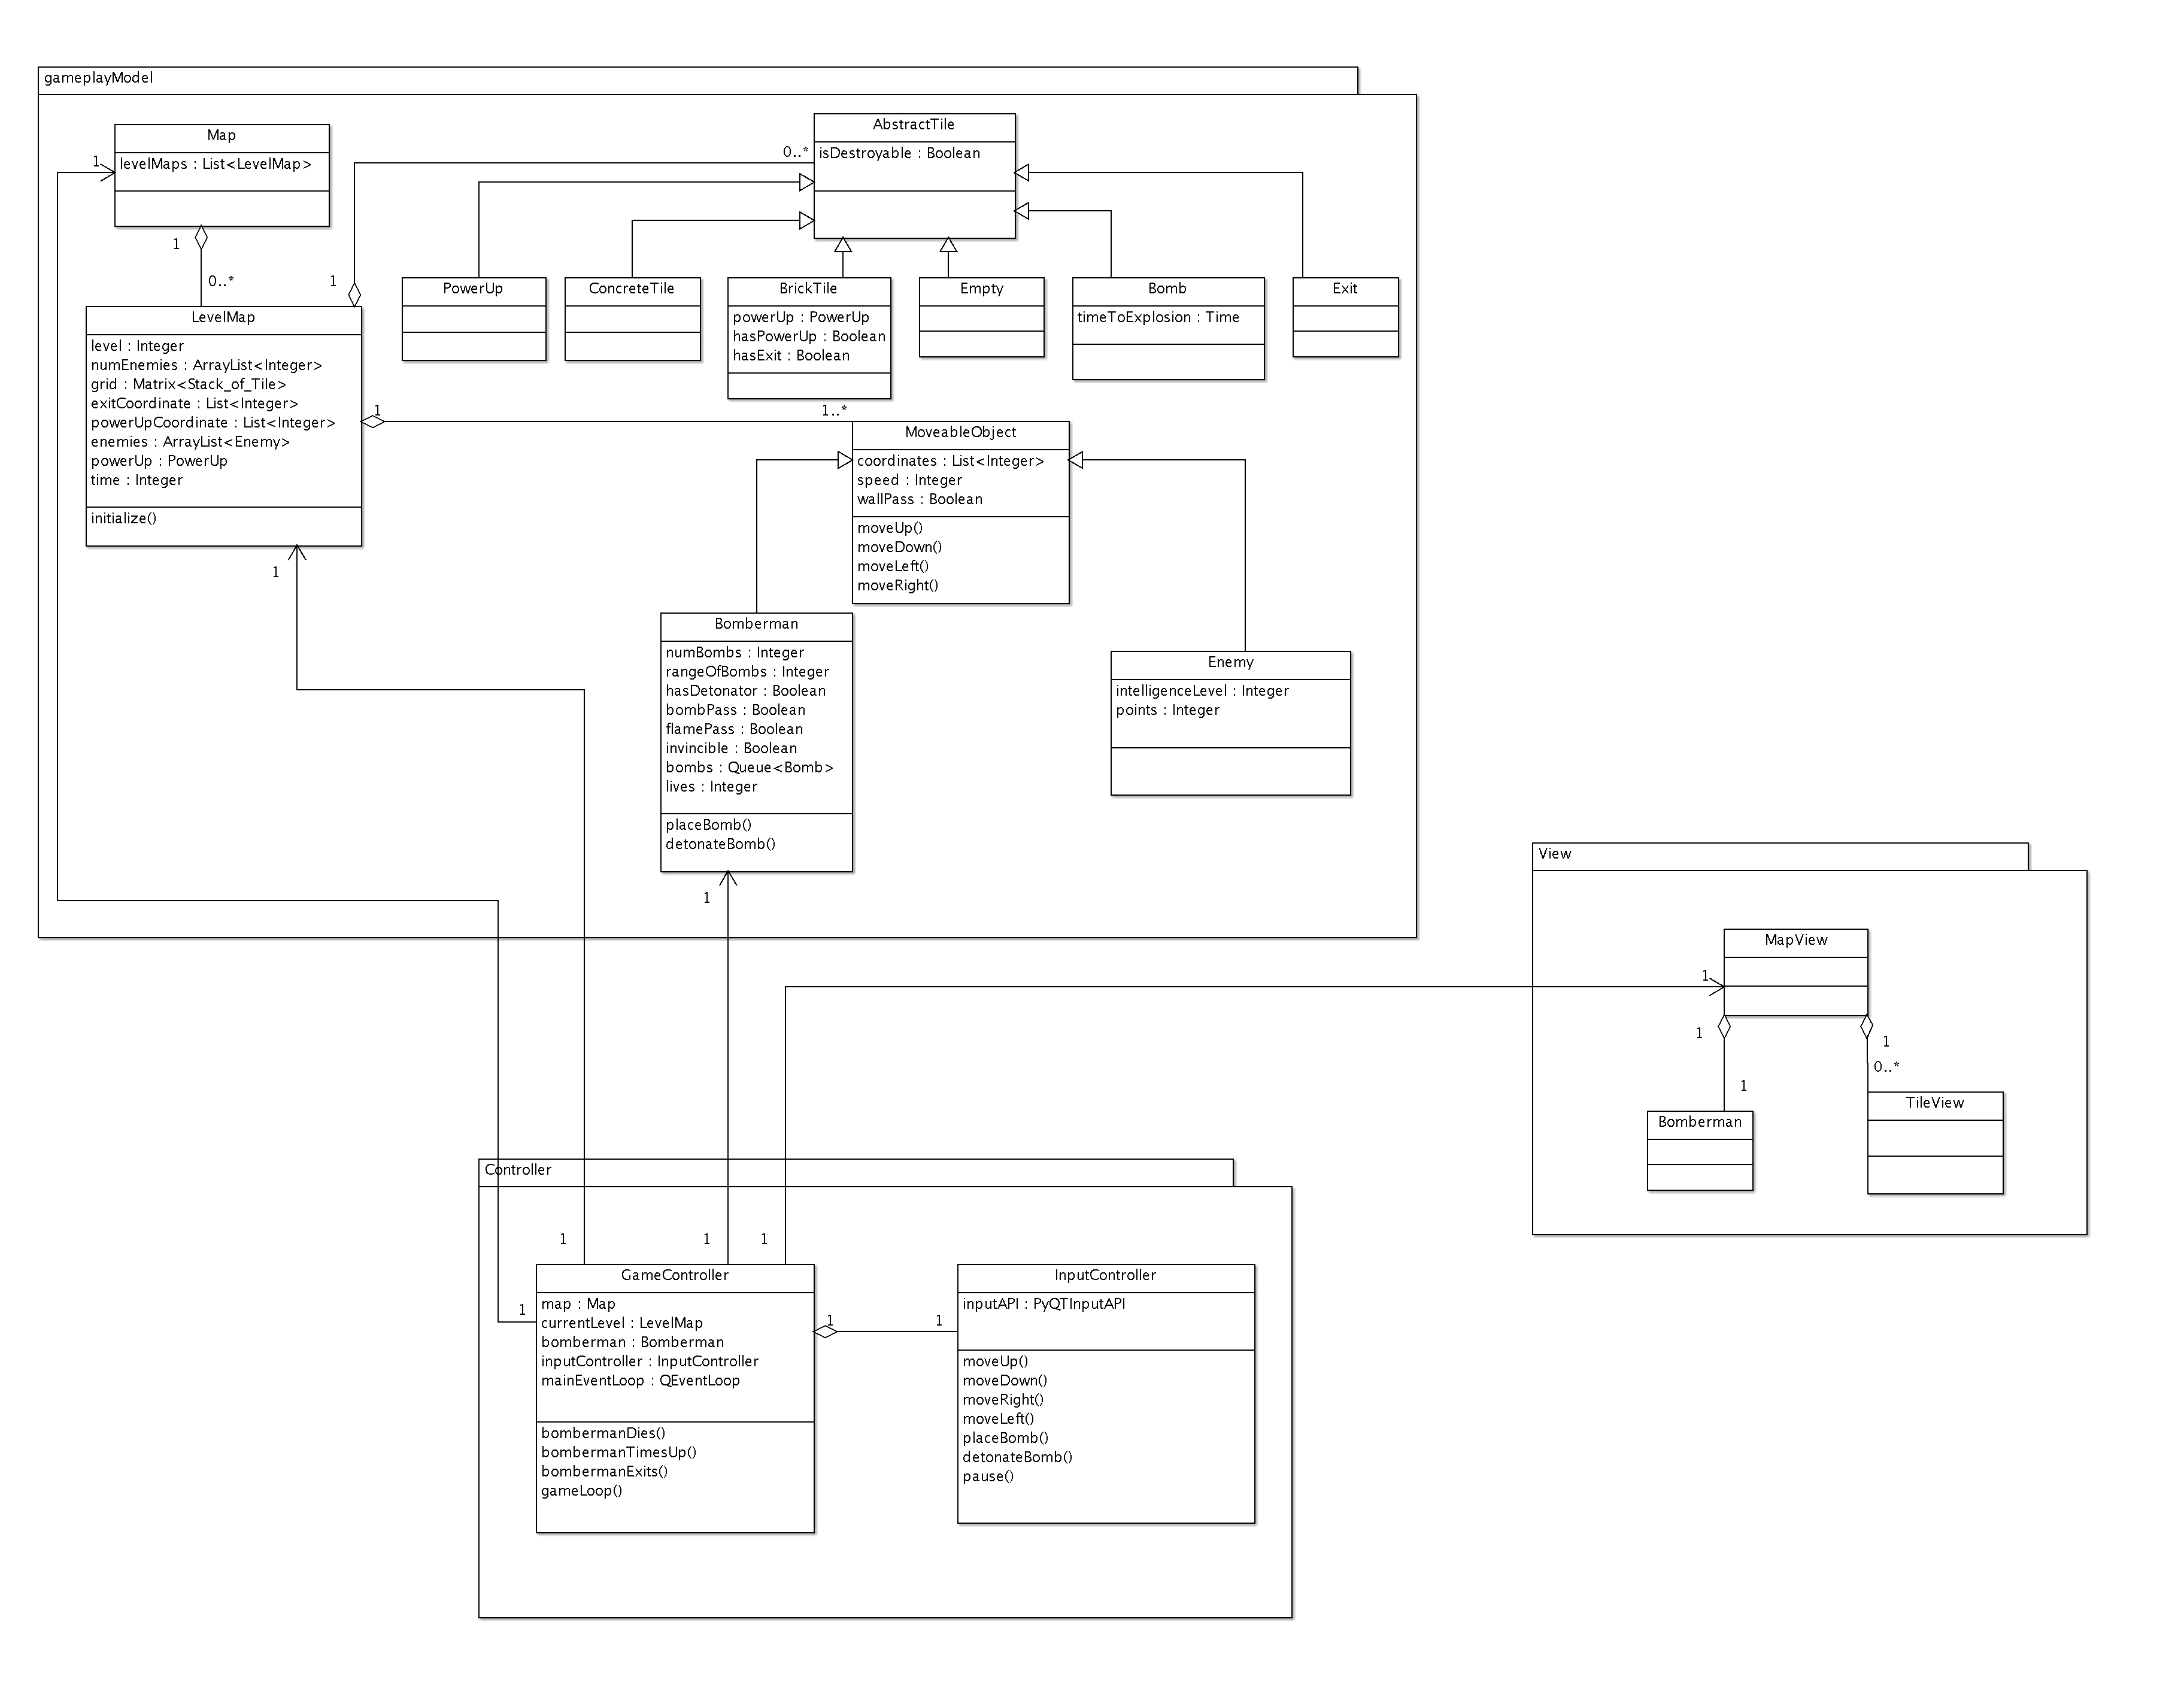 gameplayModel
Map
levelMaps : List<LevelMap>
1
1
0..*
AbstractTile
isDestroyable : Boolean
0..*
1
PowerUp
ConcreteTile
BrickTile
powerUp : PowerUp
hasPowerUp : Boolean
hasExit : Boolean
Empty
Bomb
timeToExplosion : Time
Exit
LevelMap
level : Integer
numEnemies : ArrayList<Integer>
grid : Matrix<Stack_of_Tile>
exitCoordinate : List<Integer>
powerUpCoordinate : List<Integer>
enemies : ArrayList<Enemy>
powerUp : PowerUp
time : Integer
initialize()
1
1..*
1
MoveableObject
coordinates : List<Integer>
speed : Integer
wallPass : Boolean
moveUp()
moveDown()
moveLeft()
moveRight()
Bomberman
numBombs : Integer
rangeOfBombs : Integer
hasDetonator : Boolean
bombPass : Boolean
flamePass : Boolean
invincible : Boolean
bombs : Queue<Bomb>
lives : Integer
placeBomb()
detonateBomb()
1
Enemy
intelligenceLevel : Integer
points : Integer
View
MapView
1
1
1
1
0..*
Bomberman
TileView
Controller
1
1
1
1
GameController
map : Map
currentLevel : LevelMap
bomberman : Bomberman
inputController : InputController
mainEventLoop : QEventLoop
bombermanDies()
bombermanTimesUp()
bombermanExits()
gameLoop()
1
1
InputController
inputAPI : PyQTInputAPI
moveUp()
moveDown()
moveRight()
moveLeft()
placeBomb()
detonateBomb()
pause()